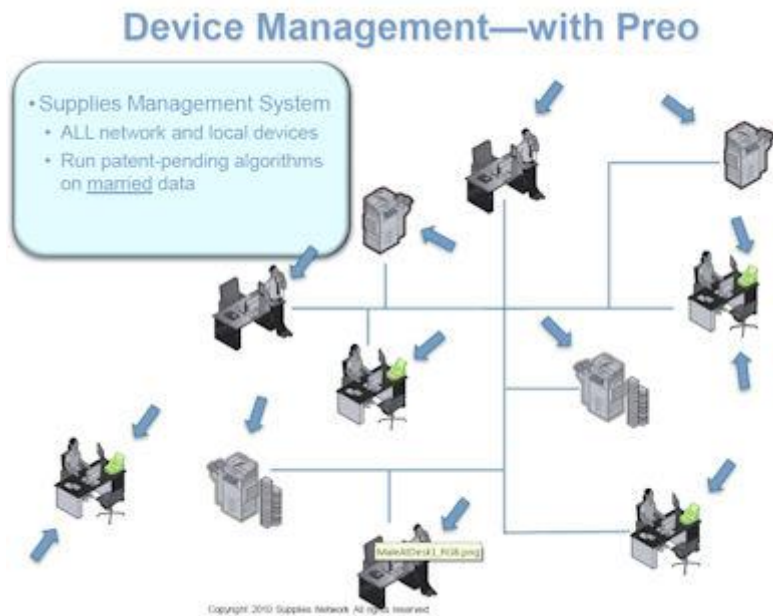 Device Management—with Preo
• Supplies Management System
• ALL network and local devices
• Run patent-pending algorithms
on married data
MaleAtDesk1_RGB.png
Copyright 2010 Supplies Network All rights reserved